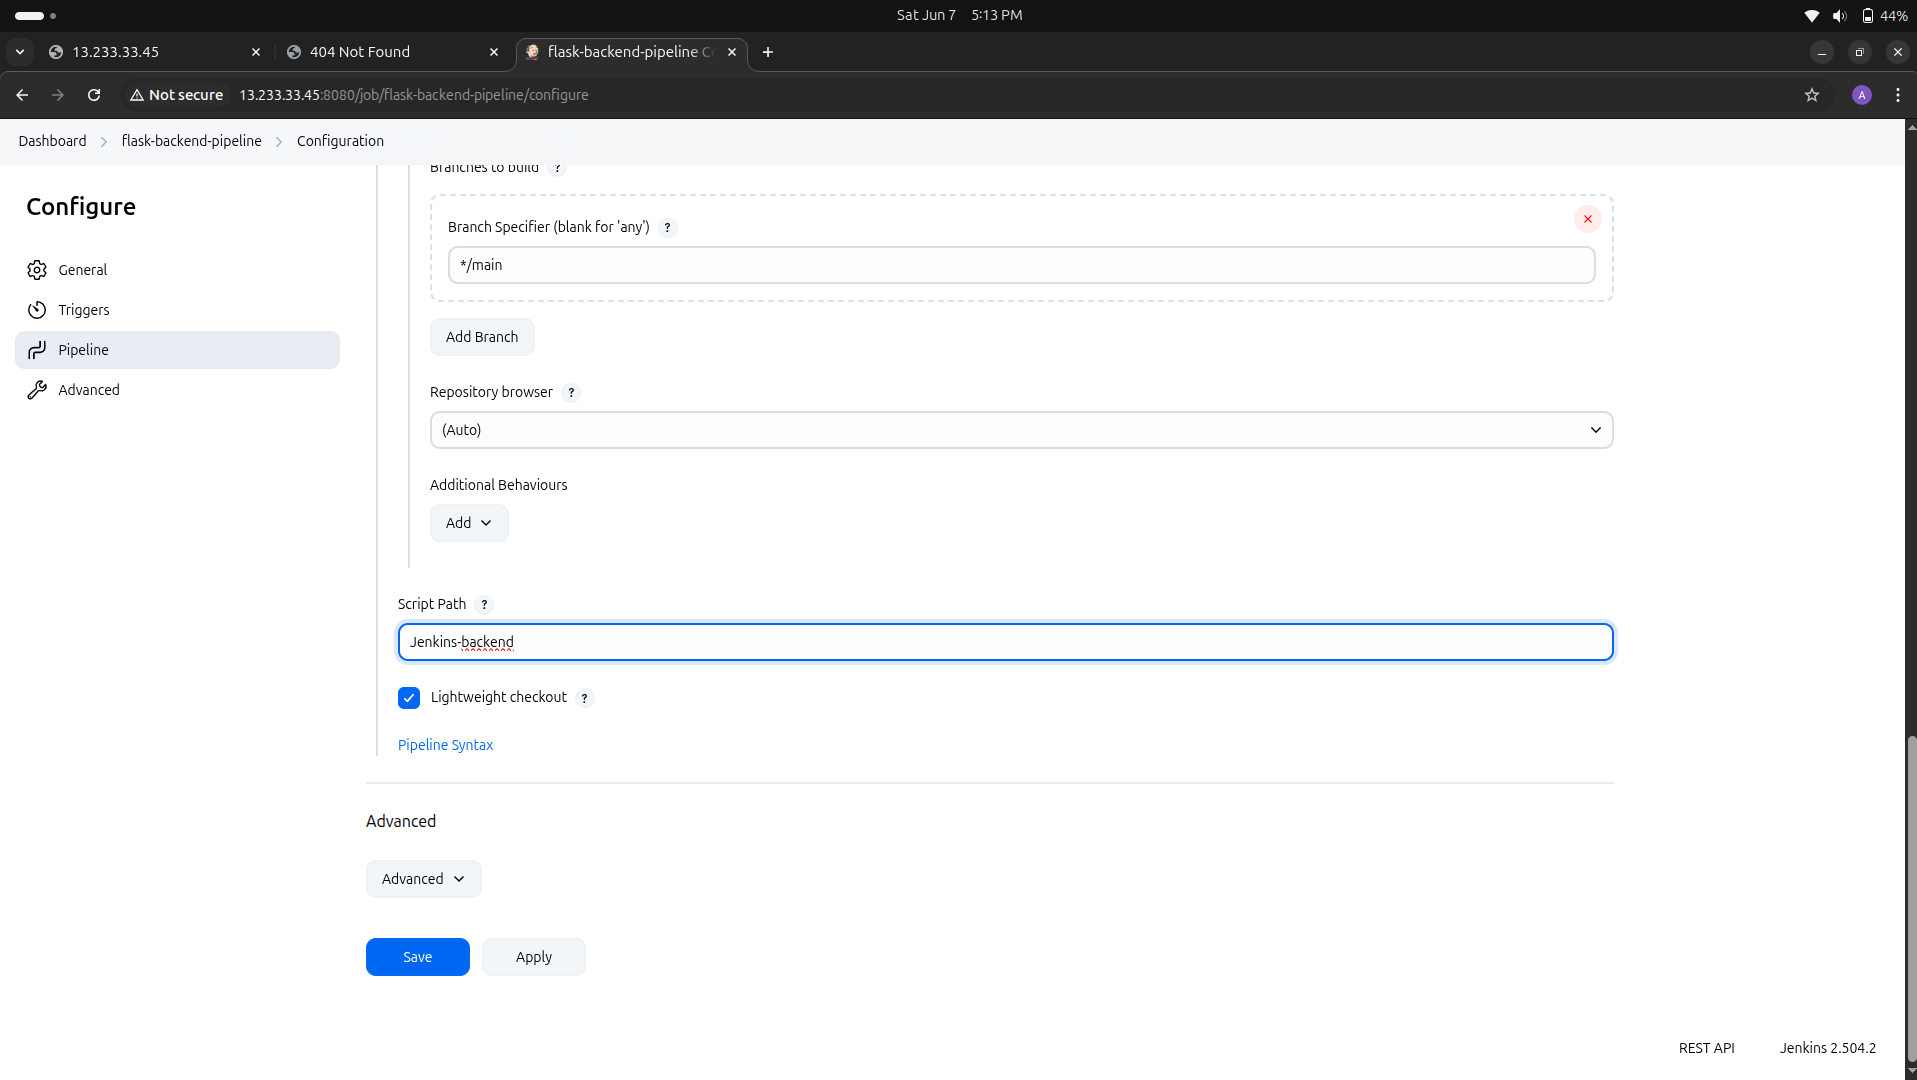 Sat Jun 7 5:13 PM
44%
13.233.33.45
404 Not Found
flask-backend-pipeline C
Not secure
13.233.33.45:8080/job/flask-backend-pipeline/configure
A
Dashboard
flask-backend-pipeline
Configuration
Configure
General
Triggers
Pipeline
Advanced
Branches to build ?
Branch Specifier (blank for 'any') ?
*/main
Add Branch
Repository browser ?
(Auto)
Additional Behaviours
Add
Script Path ?
Jenkins-backend
Lightweight checkout ?
Pipeline Syntax
Advanced
Advanced
Save
Apply
REST API
Jenkins 2.504.2